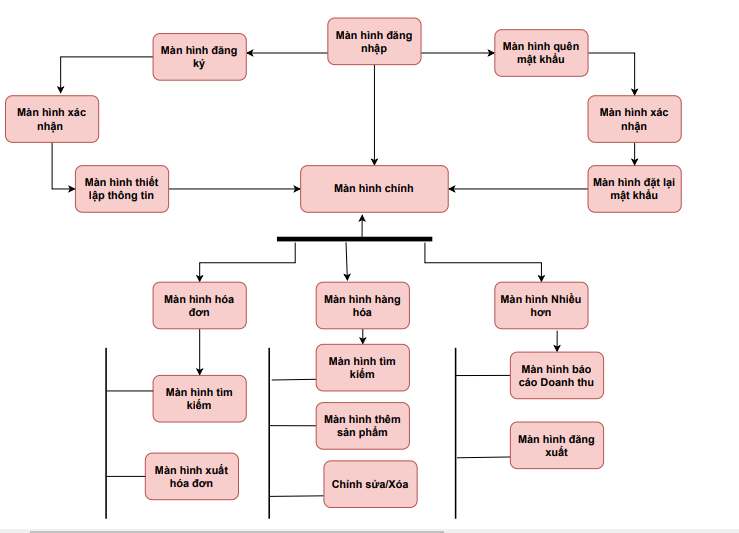 Màn hình đăng
nhập
Màn hình đăng
ký
Màn hình quên
mật khẩu
Màn hình xác
nhận
Màn hình xác
nhận
Màn hình thiết
lập thông tin
Màn hình chính
Màn hình đặt lại
mật khẩu
Màn hình hóa
đơn
Màn hình hàng
hóa
Màn hình Nhiều
hơn
Màn hình tìm
kiếm
Màn hình xuất
hóa đơn
Màn hình tìm
kiếm
Màn hình thêm
sản phẩm
Chỉnh sửa/Xóa
Màn hình báo
cáo Doanh thu
Màn hình đăng
xuất